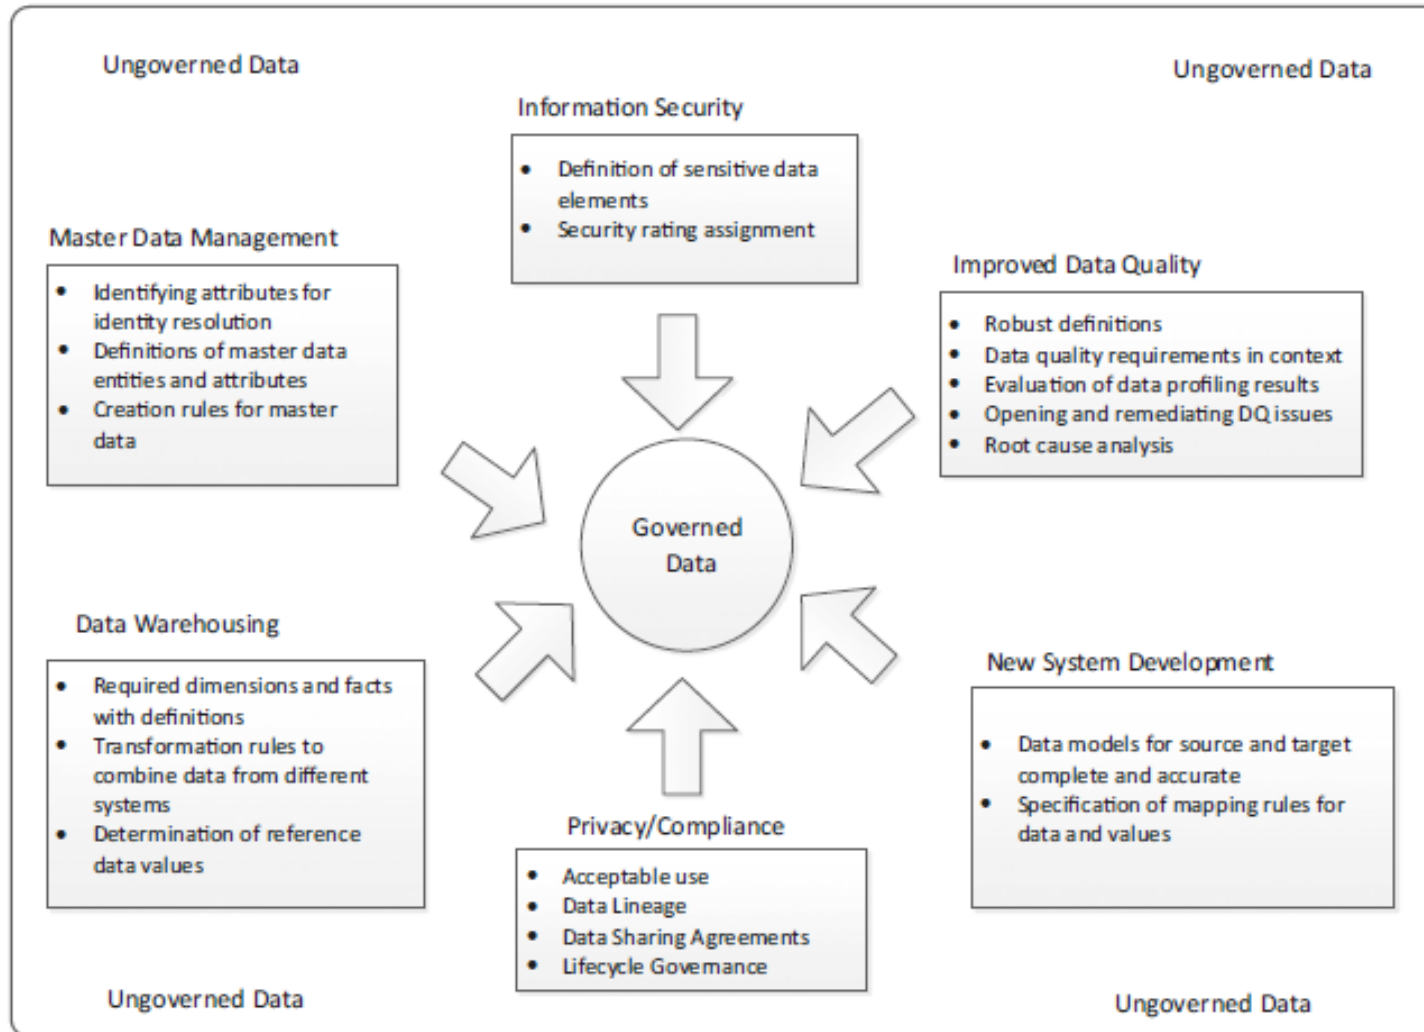 Ungoverned Data
Ungoverned Data
Information Security
• Definition of sensitive data
elements
• Security rating assignment
Master Data Management
• Identifying attributes for
identity resolution
• Definitions of master data
entities and attributes
• Creation rules for master
data
Improved Data Quality
• Robust definitions
• Data quality requirements in context
• Evaluation of data profiling results
• Opening and remediating DQ issues
• Root cause analysis
Governed
Data
Data Warehousing
• Required dimensions and facts
with definitions
• Transformation rules to
combine data from different
systems
• Determination of reference
data values
New System Development
• Data models for source and target
complete and accurate
• Specification of mapping rules for
data and values
Privacy/Compliance
• Acceptable use
• Data Lineage
• Data Sharing Agreements
• Lifecycle Governance
Ungoverned Data
Ungoverned Data